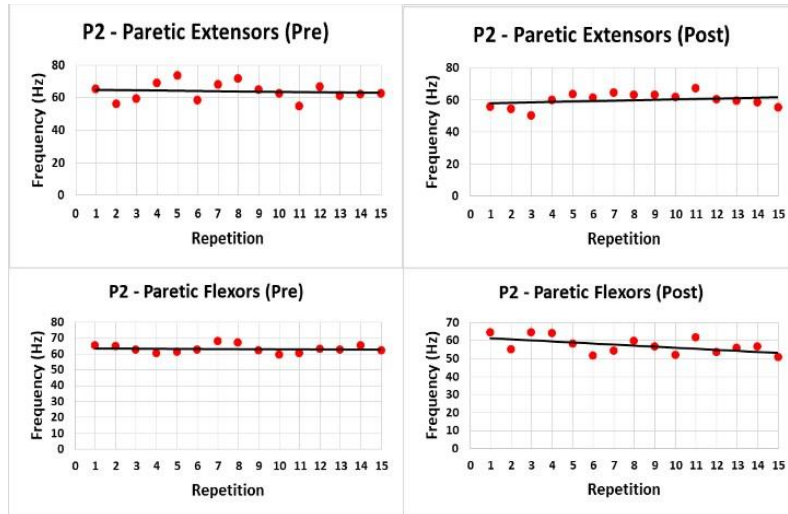 P2 - Paretic Extensors (Pre)
Frequency (Hz)
80
60
40
20
0
0 1 2 3 4 5 6 7 8 9 10 11 12 13 14 15
Repetition
P2 - Paretic Extensors (Post)
Frequency (Hz)
80
60
40
20
0
0 1 2 3 4 5 6 7 8 9 10 11 12 13 14 15
Repetition
P2 - Paretic Flexors (Pre)
Frequency (Hz)
80
70
60
50
40
30
20
10
0
0 1 2 3 4 5 6 7 8 9 10 11 12 13 14 15
Repetition
P2 - Paretic Flexors (Post)
Frequency (Hz)
70
60
50
40
30
20
10
0
0 1 2 3 4 5 6 7 8 9 10 11 12 13 14 15
Repetition